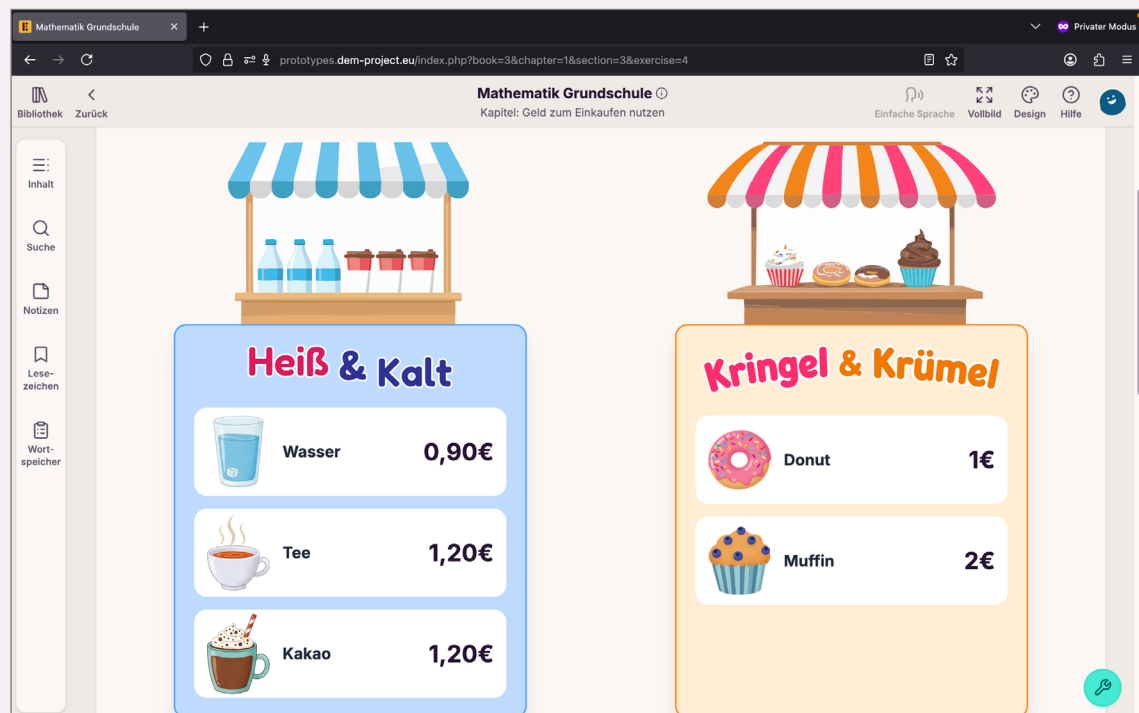 Mathematik Grundschule
Privater Modus
prototypes.dem-project.eu/index.php?book=3&chapter=1&section=3&exercise=4
Bibliothek
Zurück
Mathematik Grundschule
Kapitel: Geld zum Einkaufen nutzen
Einfache Sprache
Vollbild
Design
Hilfe
Inhalt
Suche
Notizen
Lese-
zeichen
Wort-
speicher
Heiß & Kalt
Wasser 0,90€
Tee 1,20€
Kakao 1,20€
Kringel & Krümel
Donut 1€
Muffin 2€